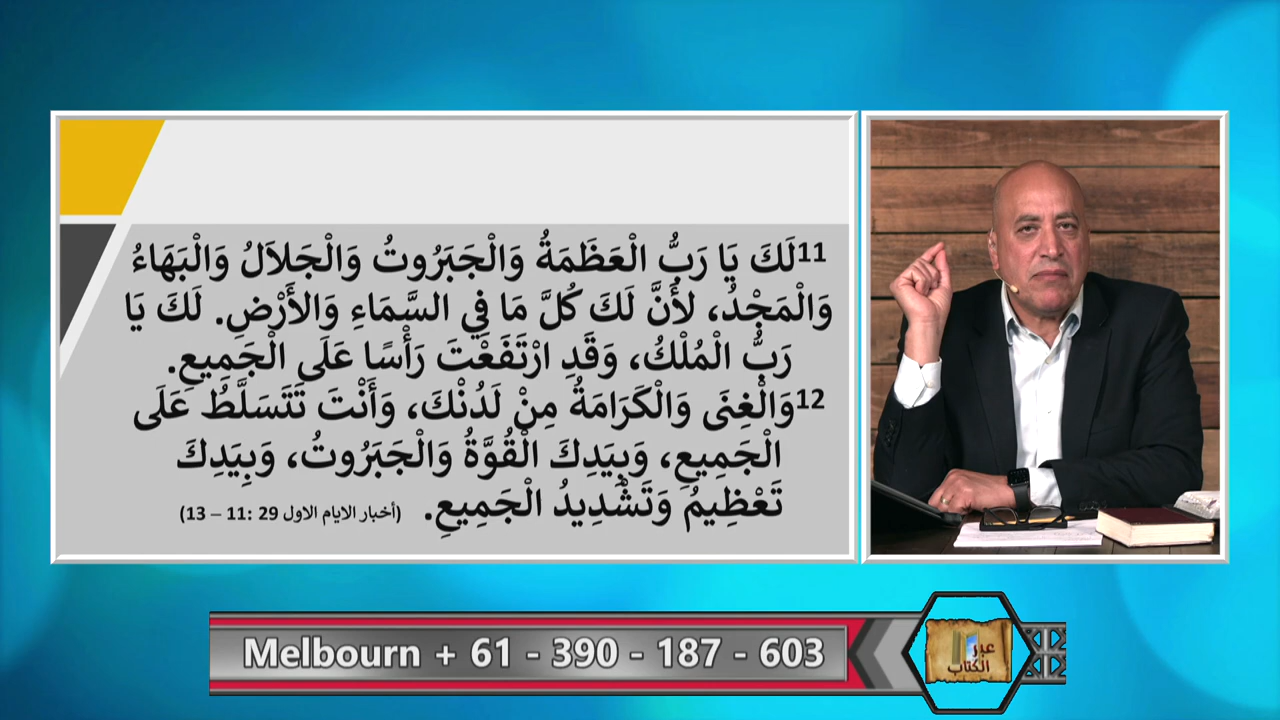 11لَكَ يَا رَبُّ الْعَظَمَةُ وَالْجَبَرُوتُ وَالْجَلاَلُ وَالْبَهَاءُ
وَالْمَجْدُ، لأَنَّ لَكَ كُلَّ مَا فِي السَّمَاءِ وَالأَرْضِ. لَكَ يَا
رَبُّ الْمُلْكُ، وَقَدِ ارْتَفَعْتَ رَأْسًا عَلَى الْجَمِيعِ.
12وَالْغِنَى وَالْكَرَامَةُ مِنْ لَدُنْكَ، وَأَنْتَ تَتَسَلَّطُ عَلَى
الْجَمِيعِ، وَبِيَدِكَ الْقُوَّةُ وَالْجَبَرُوتُ، وَبِيَدِكَ
تَعْظِيمُ وَتَشْدِيدُ الْجَمِيعِ. (أخبار الايام الاول 29 :11 – 13)
Melbourn + 61 - 390 - 187 - 603
عبر
الكتاب